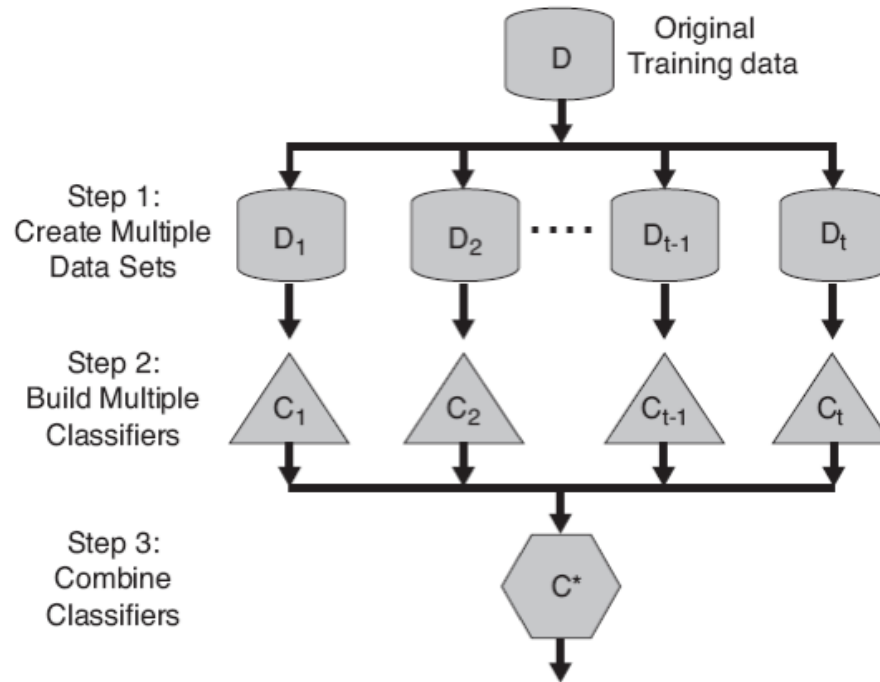 D
Original
Training data
Step 1:
Create Multiple
Data Sets
D₁
D₂
....
Dₜ₋₁
Dₜ
Step 2:
Build Multiple
Classifiers
C₁
C₂
Cₜ₋₁
Cₜ
Step 3:
Combine
Classifiers
C*